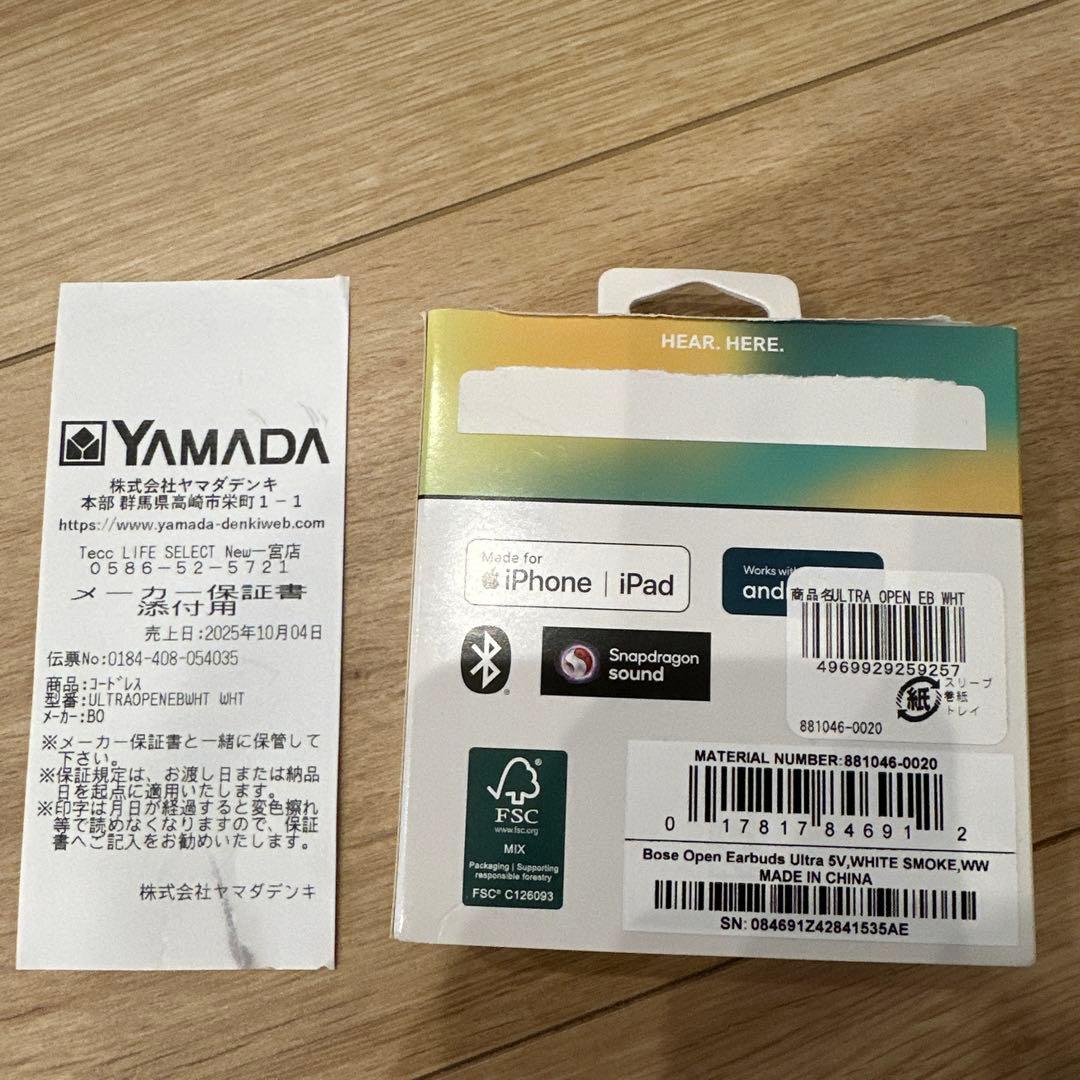 YAMADA
株式会社ヤマダデンキ
本部 群馬県高崎市栄町1-1
https://www.yamada-denkiweb.com
Tecc LIFE SELECT New一宮店
0586-52-5721
メーカー保証書
添付用
売上日:2025年10月04日
伝票No:0184-408-054035
商品:コードレス
型番:ULTRAOPENEBWHT WHT
メーカー:BO
※メーカー保証書と一緒に保管して
下さい。
※保証規定は、お渡し日または納品
日を起点に適用いたします。
※印字は月日が経過すると変色擦れ
等で読めなくなりますので、保証
書へご記入をお勧めいたします。
株式会社ヤマダデンキ
HEAR. HERE.
Made for
iPhone | iPad
Works with
and
商品名ULTRA OPEN EB WHT
4969929259257
紙
スリーブ
巻紙
トレイ
881046-0020
Snapdragon
sound
FSC
www.fsc.org
MIX
Packaging | Supporting
responsible forestry
FSC® C126093
MATERIAL NUMBER:881046-0020
0 17817 84691 2
Bose Open Earbuds Ultra 5V,WHITE SMOKE,WW
MADE IN CHINA
SN: 084691Z42841535AE